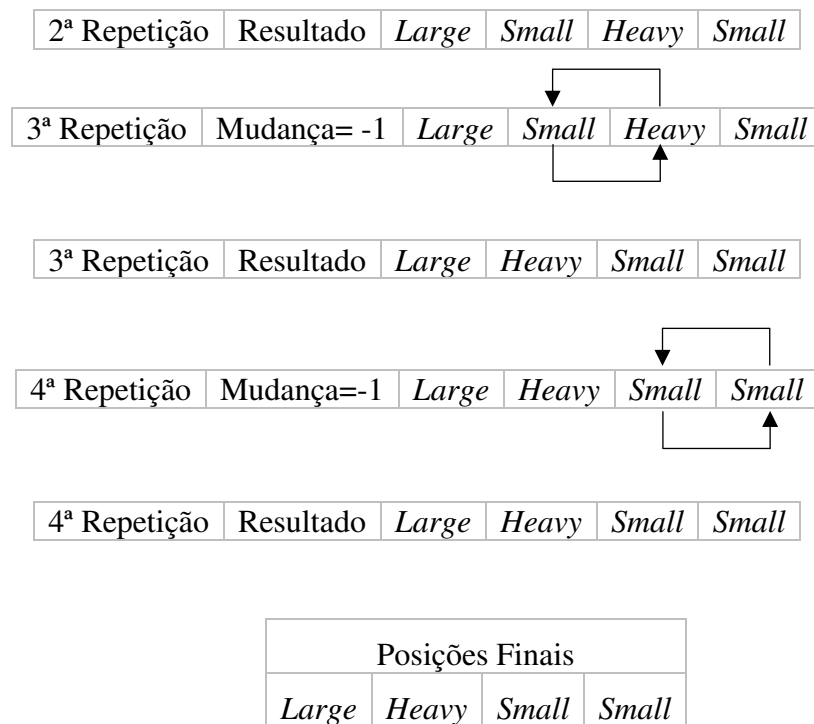 2ª Repetição Resultado Large Small Heavy Small
3ª Repetição Mudança= -1 Large Small Heavy Small
3ª Repetição Resultado Large Heavy Small Small
4ª Repetição Mudança=-1 Large Heavy Small Small
4ª Repetição Resultado Large Heavy Small Small
Posições Finais
Large Heavy Small Small